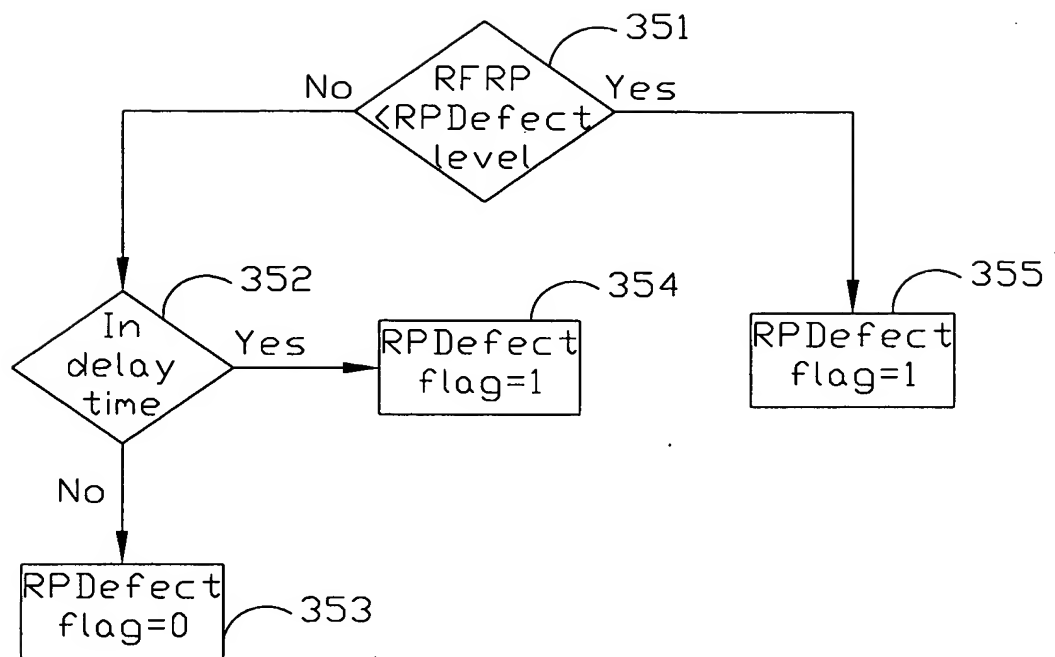 351
No
RFRP
<RPDefect
level
Yes
352
In
delay
time
Yes
354
RPDefect
flag=1
355
RPDefect
flag=1
No
RPDefect
flag=0
353